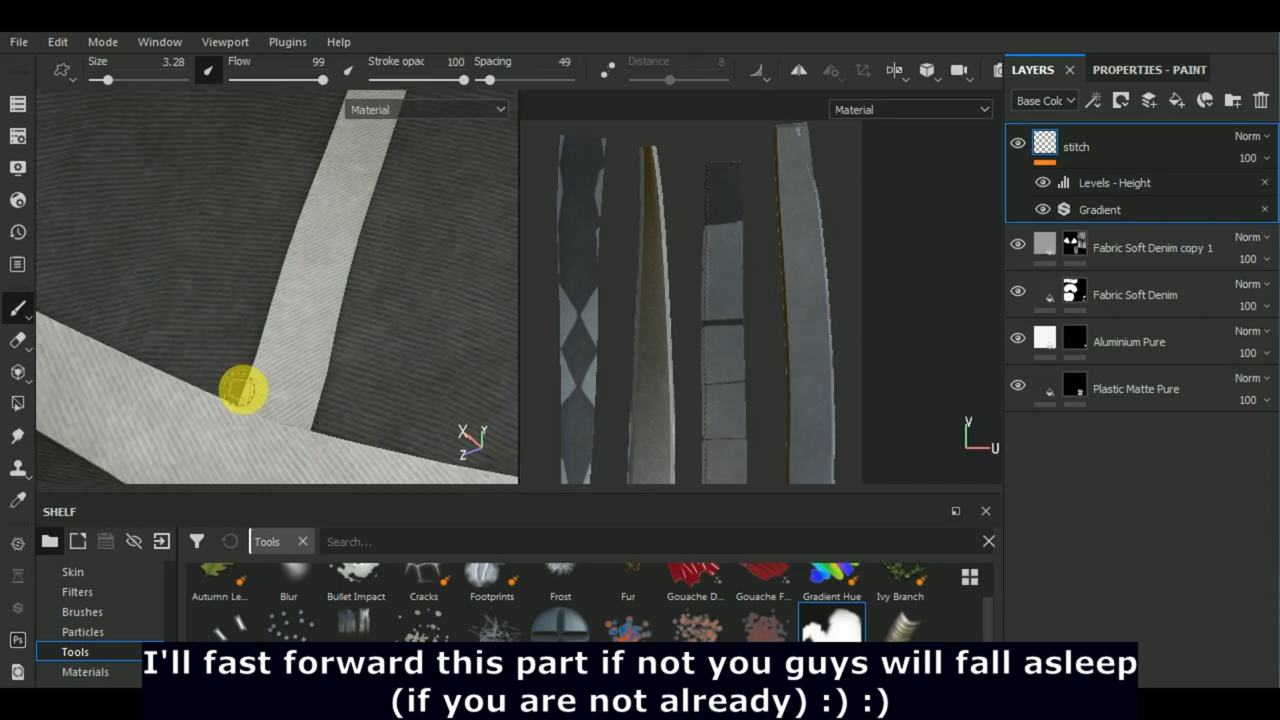 File Edit Mode Window Viewport Plugins Help
Size 3.28 Flow 99 Stroke opac 100 Spacing 49 Distance 8
Material
Material
X Y Z
V U
LAYERS PROPERTIES - PAINT
Base Colc
stitch Norm 100
Levels - Height
Gradient
Fabric Soft Denim copy 1 Norm 100
Fabric Soft Denim Norm 100
Aluminium Pure Norm 100
Plastic Matte Pure Norm 100
SHELF
Tools Search...
Skin
Filters
Brushes
Particles
Tools
Materials
Autumn Le... Blur Bullet Impact Cracks Footprints Frost Fur Gouache D... Gouache F... Gradient Hue Ivy Branch
Ps
I'll fast forward this part if not you guys will fall asleep
(if you are not already) :) :)